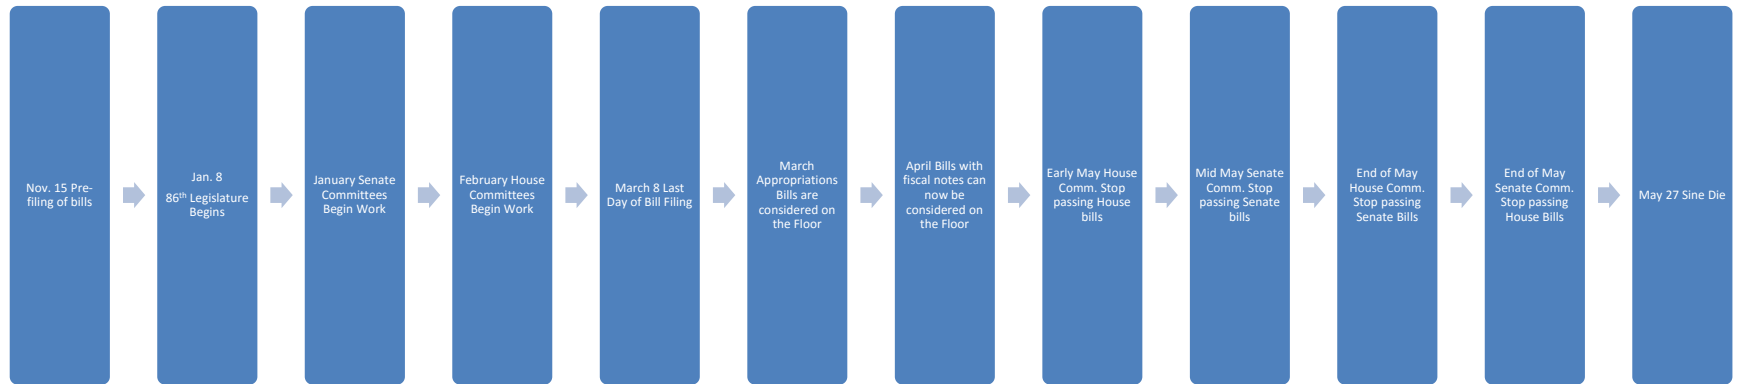 Nov. 15 Pre-
filing of bills
Jan. 8
86th Legislature
Begins
January Senate
Committees
Begin Work
February House
Committees
Begin Work
March 8 Last
Day of Bill Filing
March
Appropriations
Bills are
considered on
the Floor
April Bills with
fiscal notes can
now be
considered on
the Floor
Early May House
Comm. Stop
passing House
bills
Mid May Senate
Comm. Stop
passing Senate
bills
End of May
House Comm.
Stop passing
Senate Bills
End of May
Senate Comm.
Stop passing
House Bills
May 27 Sine Die